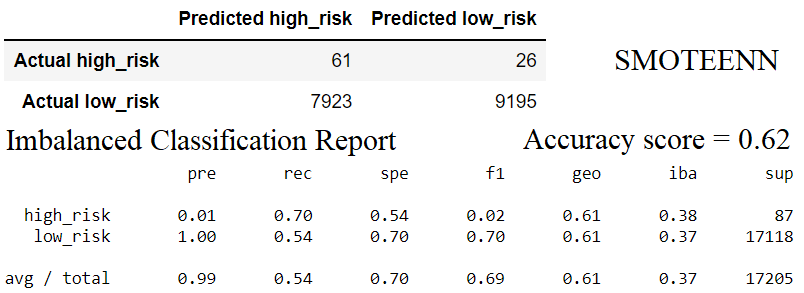 Predicted high_risk Predicted low_risk
Actual high_risk 61 26 SMOTEENN
Actual low_risk 7923 9195
Imbalanced Classification Report Accuracy score = 0.62
pre rec spe f1 geo iba sup
high_risk 0.01 0.70 0.54 0.02 0.61 0.38 87
low_risk 1.00 0.54 0.70 0.70 0.61 0.37 17118
avg / total 0.99 0.54 0.70 0.69 0.61 0.37 17205